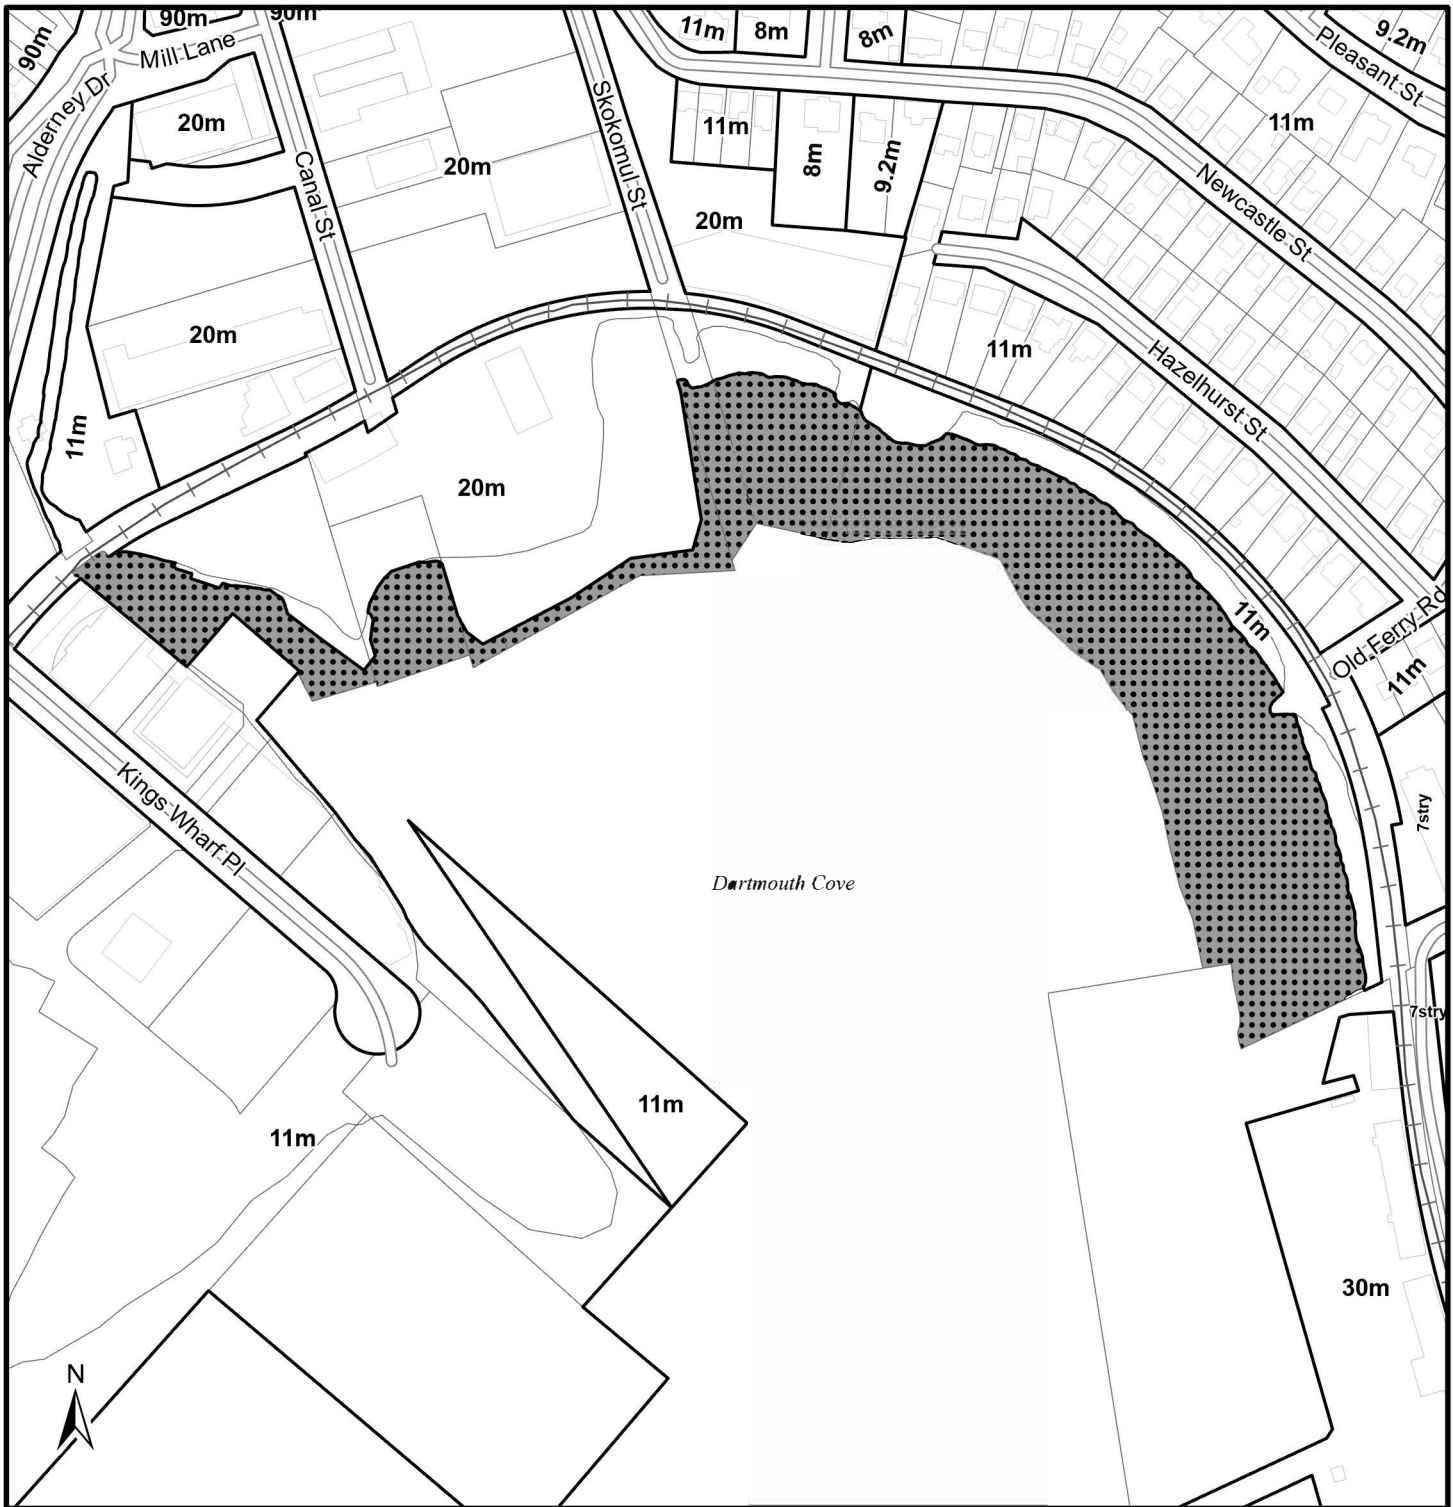 90m
90m
90m
Mill Lane
Alderney Dr
11m
8m
8m
9.2m
Pleasant St
20m
20m
Canal St
Skokomul St
11m
8m
9.2m
11m
Newcastle St
20m
20m
11m
Hazelhurst St
11m
20m
11m
Old Ferry Rd
11m
Kings Wharf Pl
7stry
Dartmouth Cove
7stry
11m
11m
30m
N